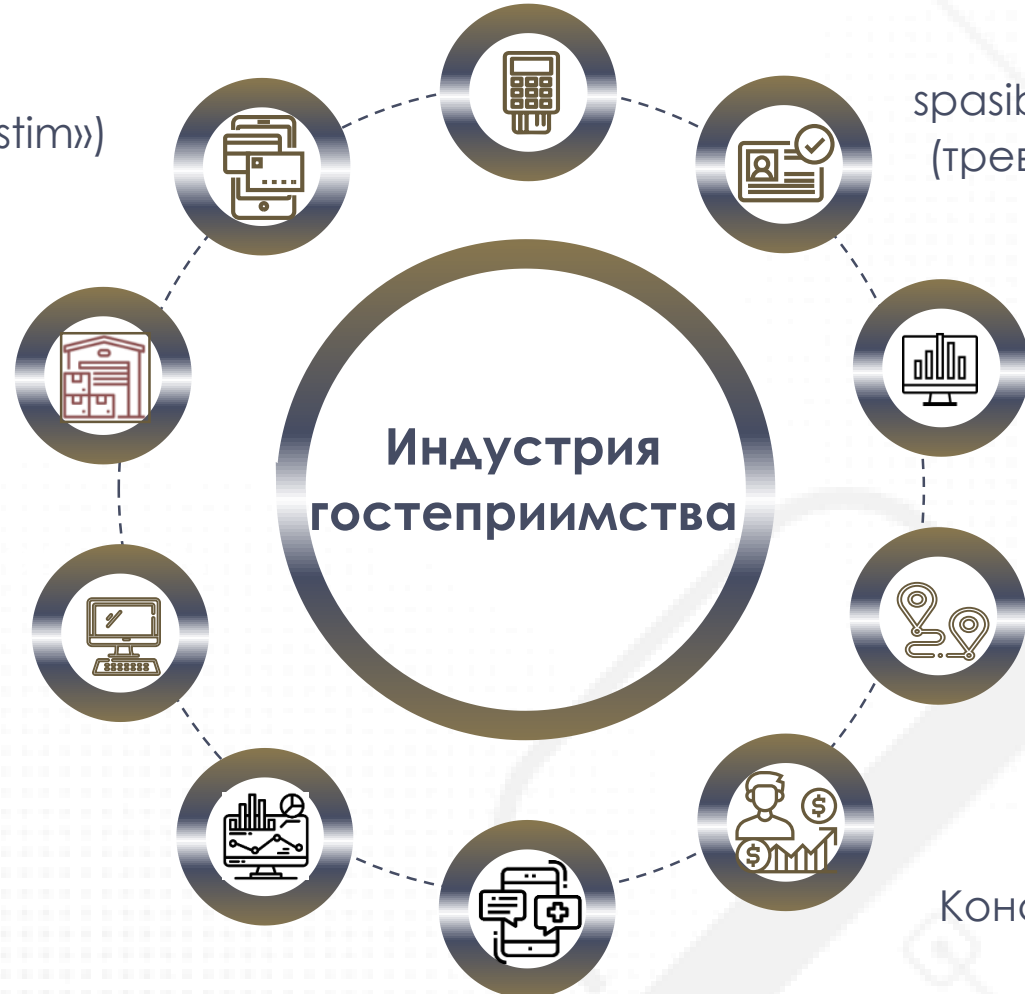 stim»)
spasib
(трев
Индустрия
гостеприимства
Конс